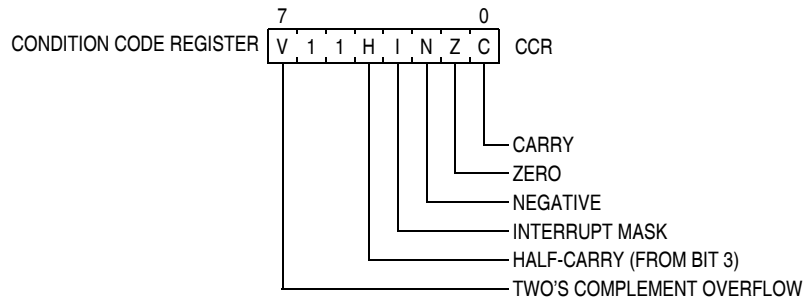 7 0
CONDITION CODE REGISTER V 1 1 H I N Z C CCR
CARRY
ZERO
NEGATIVE
INTERRUPT MASK
HALF-CARRY (FROM BIT 3)
TWO'S COMPLEMENT OVERFLOW